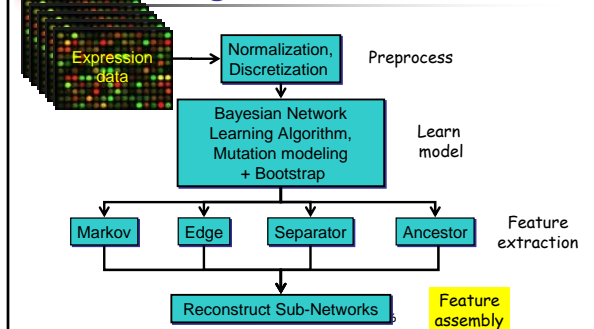 Expression
data
Normalization,
Discretization
Preprocess
Bayesian Network
Learning Algorithm,
Mutation modeling
+ Bootstrap
Learn
model
Markov
Edge
Separator
Ancestor
Feature
extraction
Reconstruct Sub-Networks
Feature
assembly